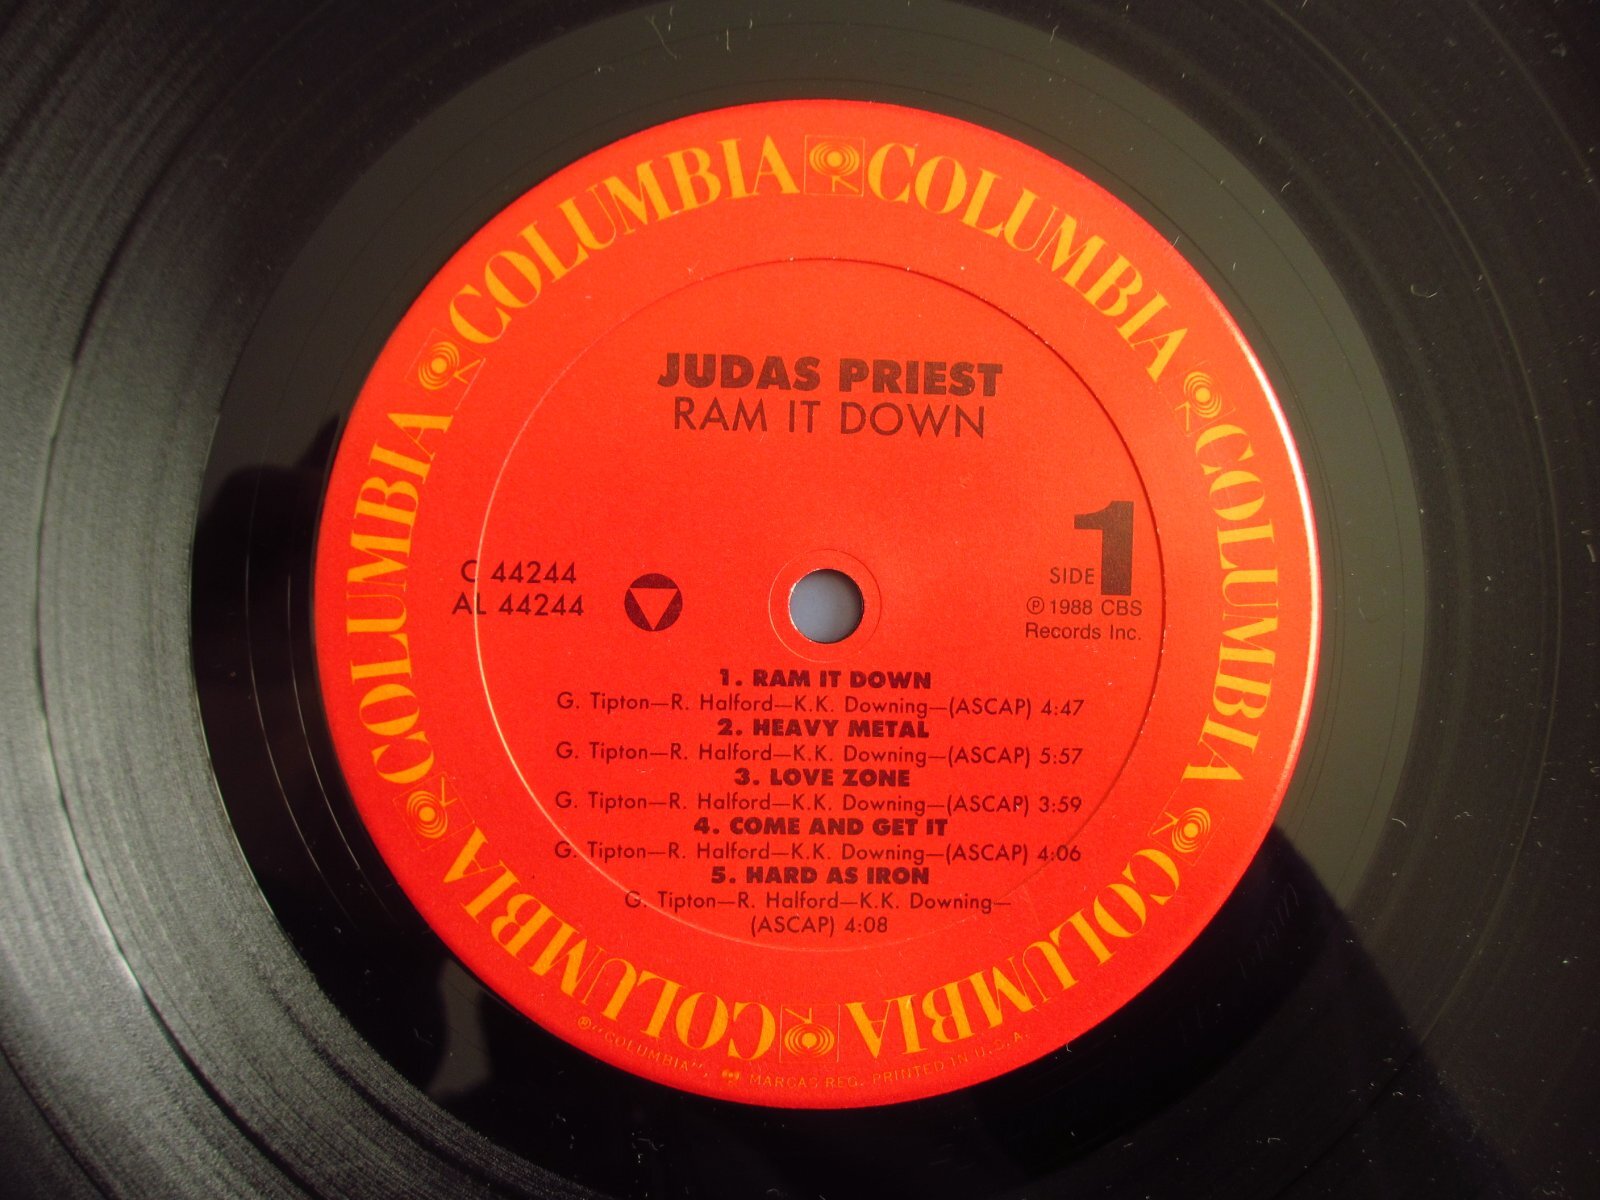 COLUMBIA COLUMBIA COLUMBIA COLUMBIA COLUMBIA COLUMBIA
JUDAS PRIEST
RAM IT DOWN
C 44244
AL 44244
SIDE 1
℗ 1988 CBS
Records Inc.
1. RAM IT DOWN
G. Tipton—R. Halford—K.K. Downing—(ASCAP) 4:47
2. HEAVY METAL
G. Tipton—R. Halford—K.K. Downing—(ASCAP) 5:57
3. LOVE ZONE
G. Tipton—R. Halford—K.K. Downing—(ASCAP) 3:59
4. COME AND GET IT
G. Tipton—R. Halford—K.K. Downing—(ASCAP) 4:06
5. HARD AS IRON
G. Tipton—R. Halford—K.K. Downing—
(ASCAP) 4:08
® "COLUMBIA", MARCAS REG. PRINTED IN U.S.A.